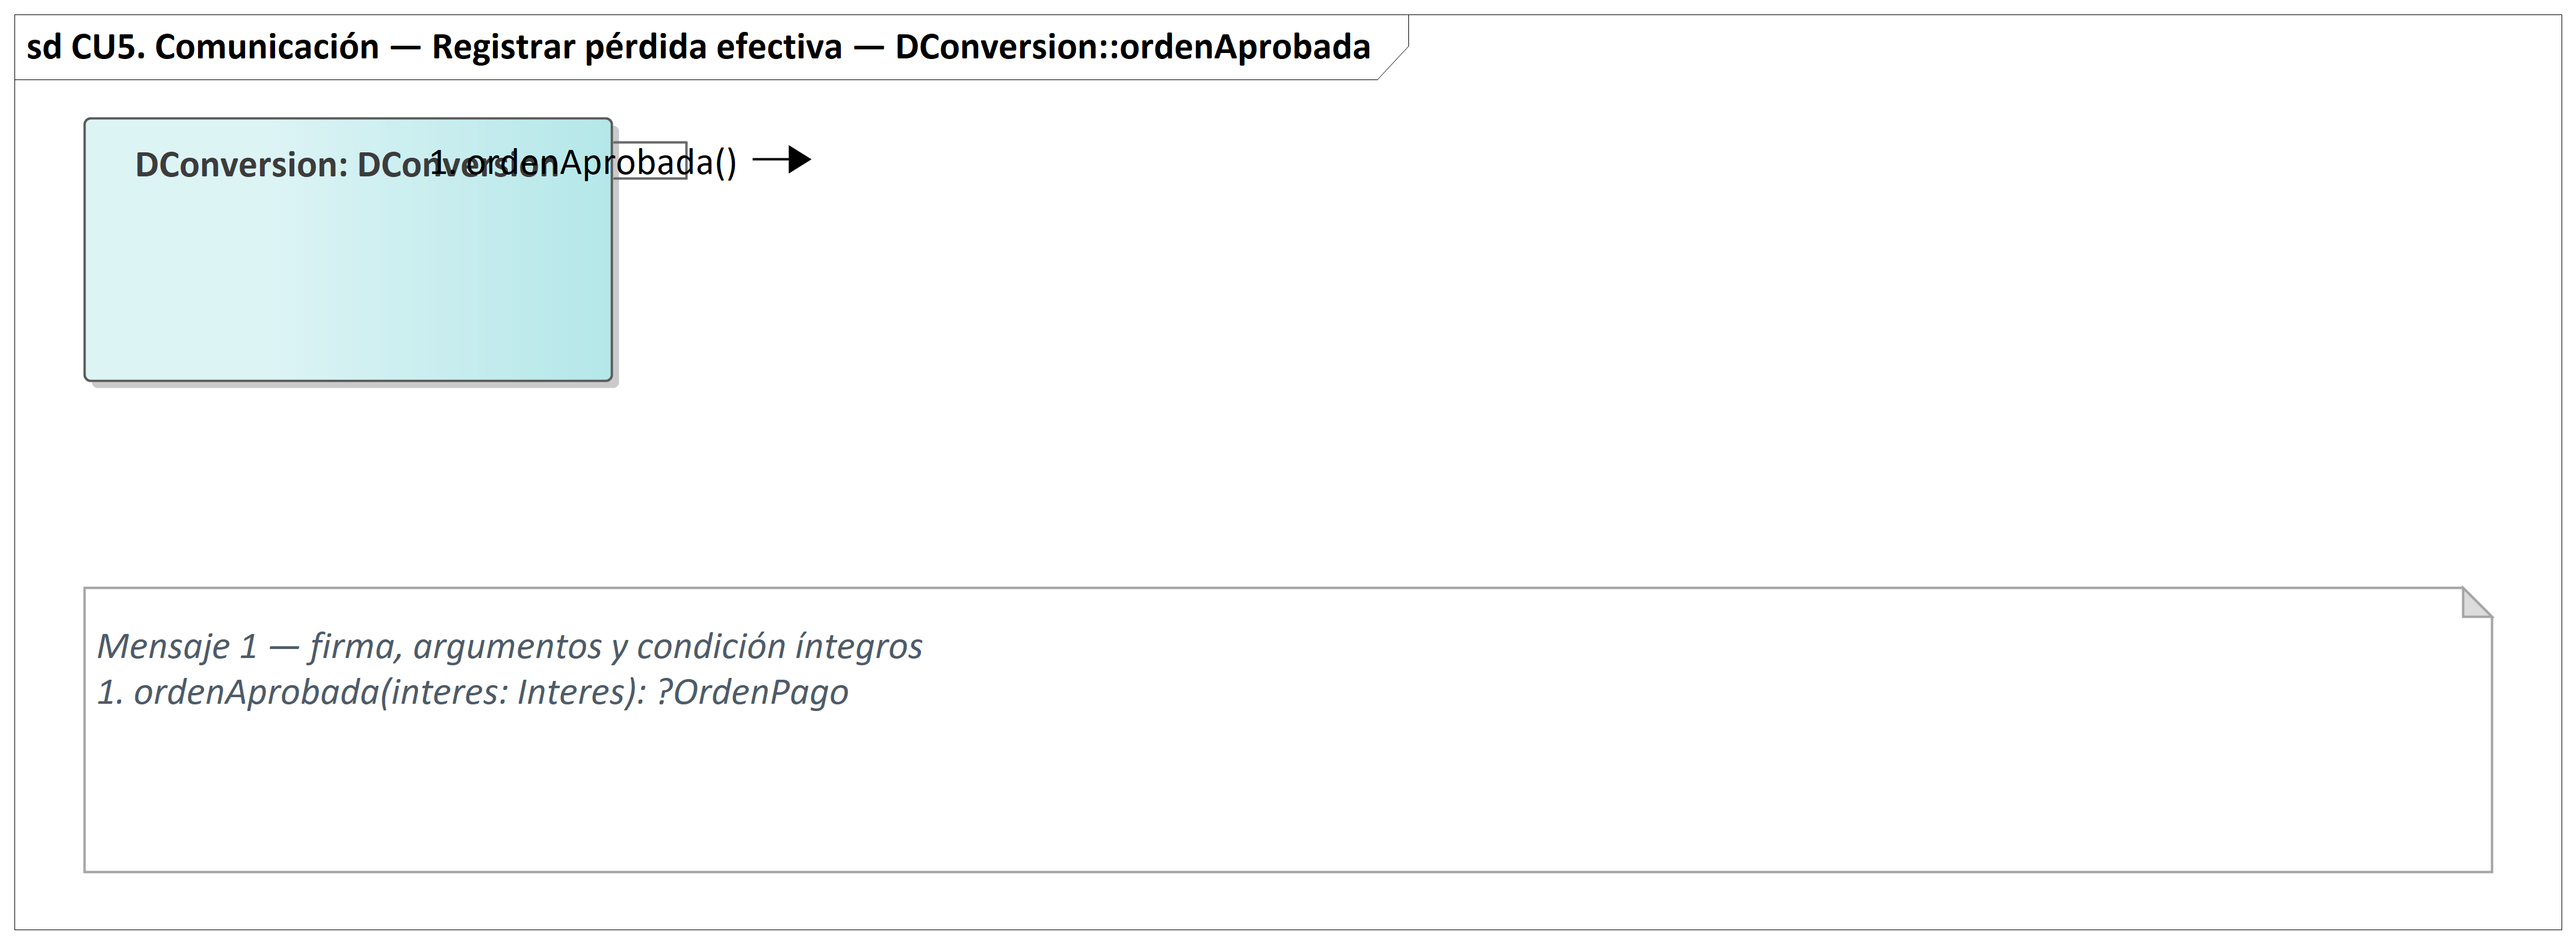 sd CU5. Comunicación — Registrar pérdida efectiva — DConversion::ordenAprobada
DConversion: DConversion
1. ordenAprobada()
Mensaje 1 — firma, argumentos y condición íntegros
1. ordenAprobada(interes: Interes): ?OrdenPago